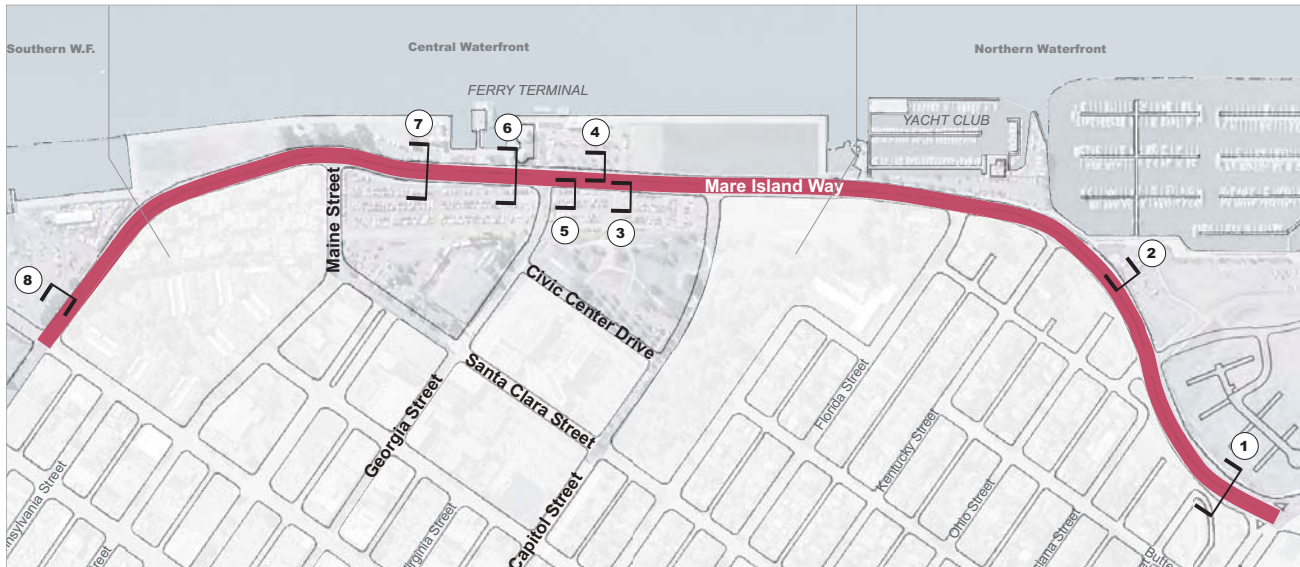 Southern W.F.
Central Waterfront
Northern Waterfront
FERRY TERMINAL
YACHT CLUB
7
6
4
Mare Island Way
5
3
2
8
1
Maine Street
Civic Center Drive
Santa Clara Street
Georgia Street
Capitol Street
Florida Street
Kentucky Street
Ohio Street
Street
Street
Street